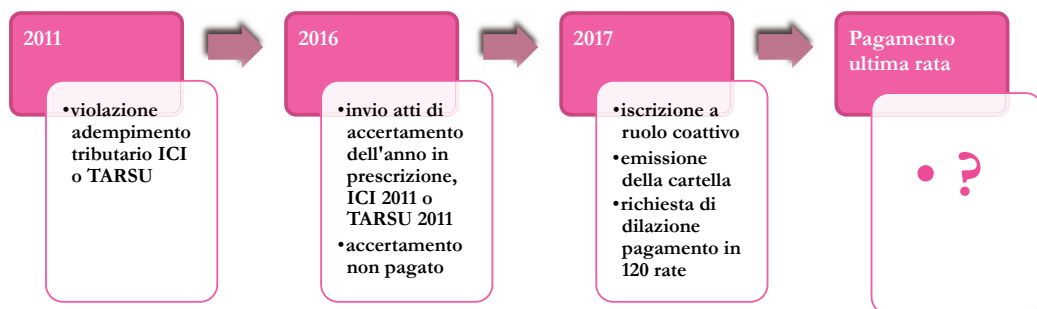 2011
•violazione
adempimento
tributario ICI
o TARSU
2016
•invio atti di
accertamento
dell'anno in
prescrizione,
ICI 2011 o
TARSU 2011
•accertamento
non pagato
2017
•iscrizione a
ruolo coattivo
•emissione
della cartella
•richiesta di
dilazione
pagamento in
120 rate
Pagamento
ultima rata
• ?